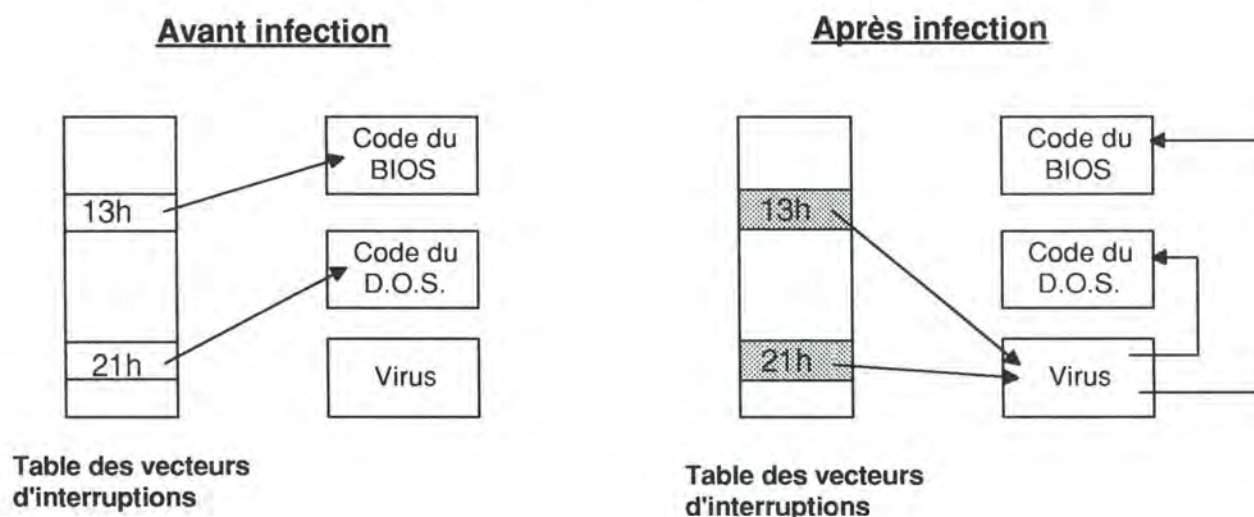 Avant infection
Code du
BIOS
13h
Code du
D.O.S.
21h
Virus
Table des vecteurs
d'interruptions
Après infection
Code du
BIOS
13h
Code du
D.O.S.
21h
Virus
Table des vecteurs
d'interruptions